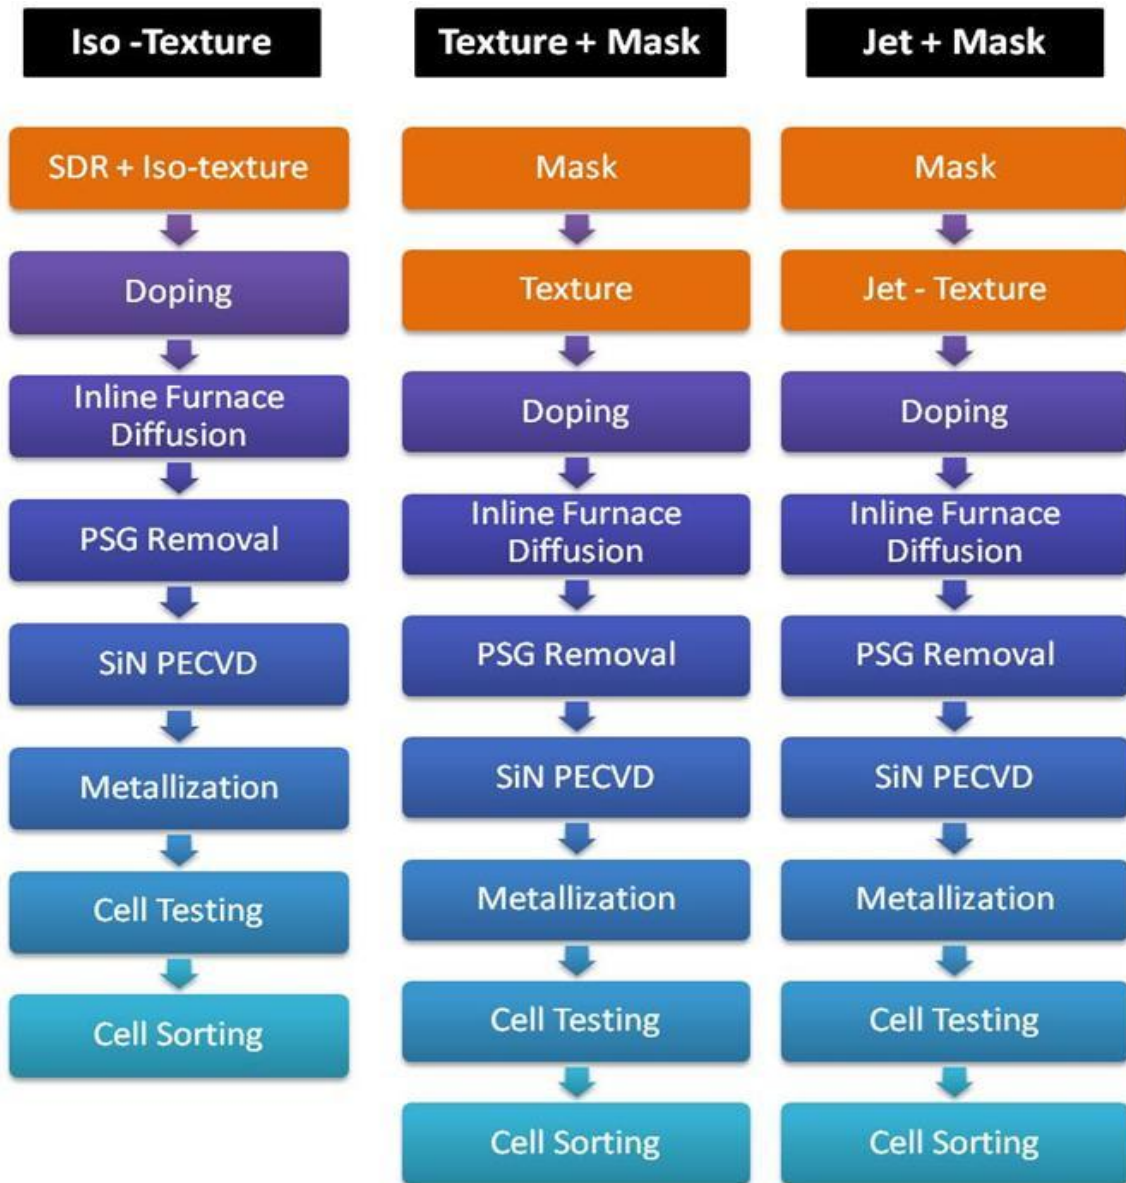 Iso -Texture
SDR + Iso-texture
Doping
Inline Furnace
Diffusion
PSG Removal
SiN PECVD
Metallization
Cell Testing
Cell Sorting
Texture + Mask
Mask
Texture
Doping
Inline Furnace
Diffusion
PSG Removal
SiN PECVD
Metallization
Cell Testing
Cell Sorting
Jet + Mask
Mask
Jet - Texture
Doping
Inline Furnace
Diffusion
PSG Removal
SiN PECVD
Metallization
Cell Testing
Cell Sorting